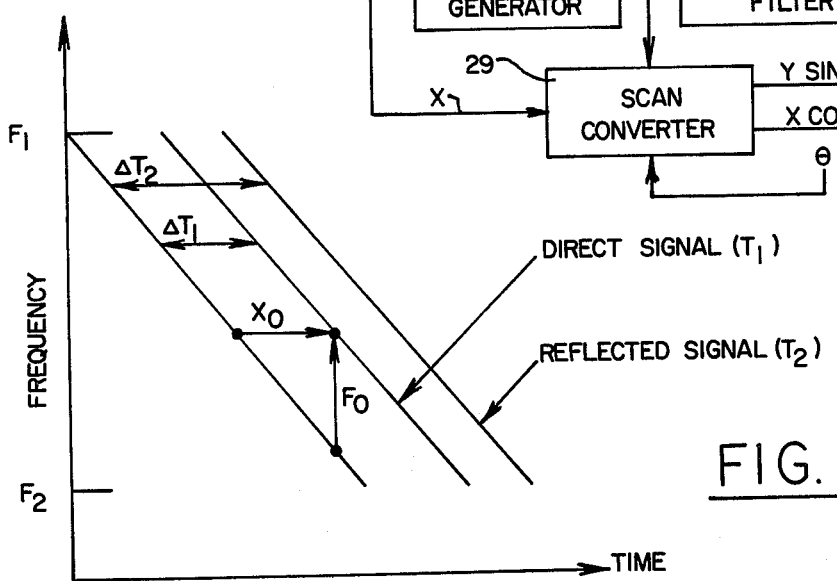 GENERATOR
FILTER
29
X
SCAN
CONVERTER
Y SIN
X CO
θ
F1
ΔT2
ΔT1
X0
F0
FREQUENCY
F2
TIME
DIRECT SIGNAL (T1)
REFLECTED SIGNAL (T2)
FIG.